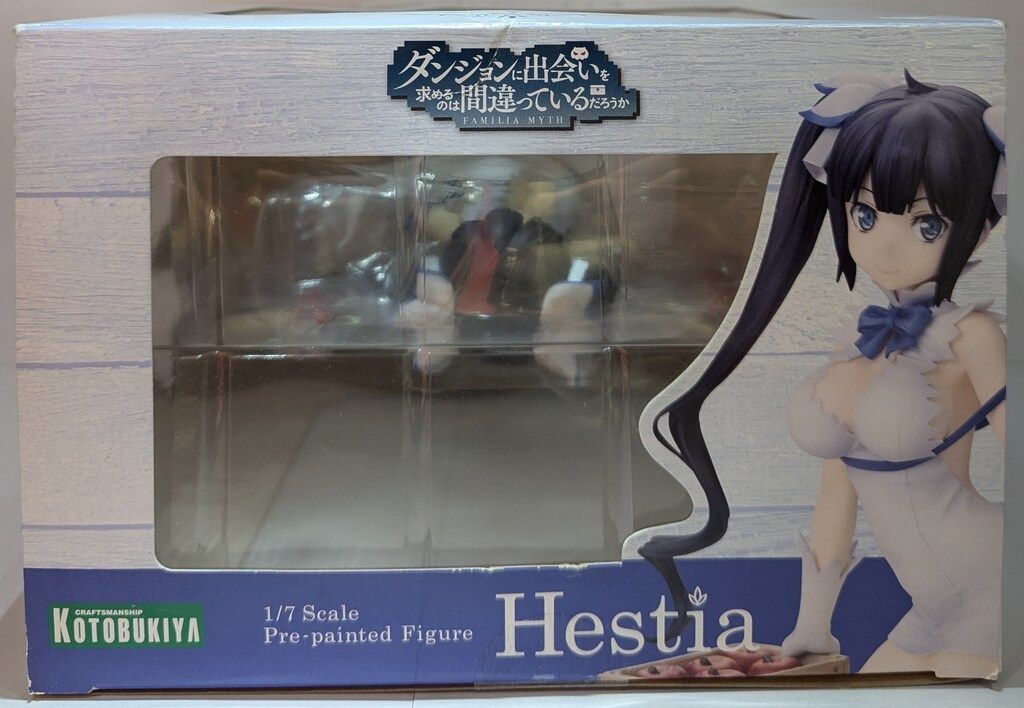 ダンジョンに出会いを
求めるのは間違っているだろうか
FAMILIA MYTH
CRAFTSMANSHIP
KOTOBUKIYA
1/7 Scale
Pre-painted Figure
Hestia